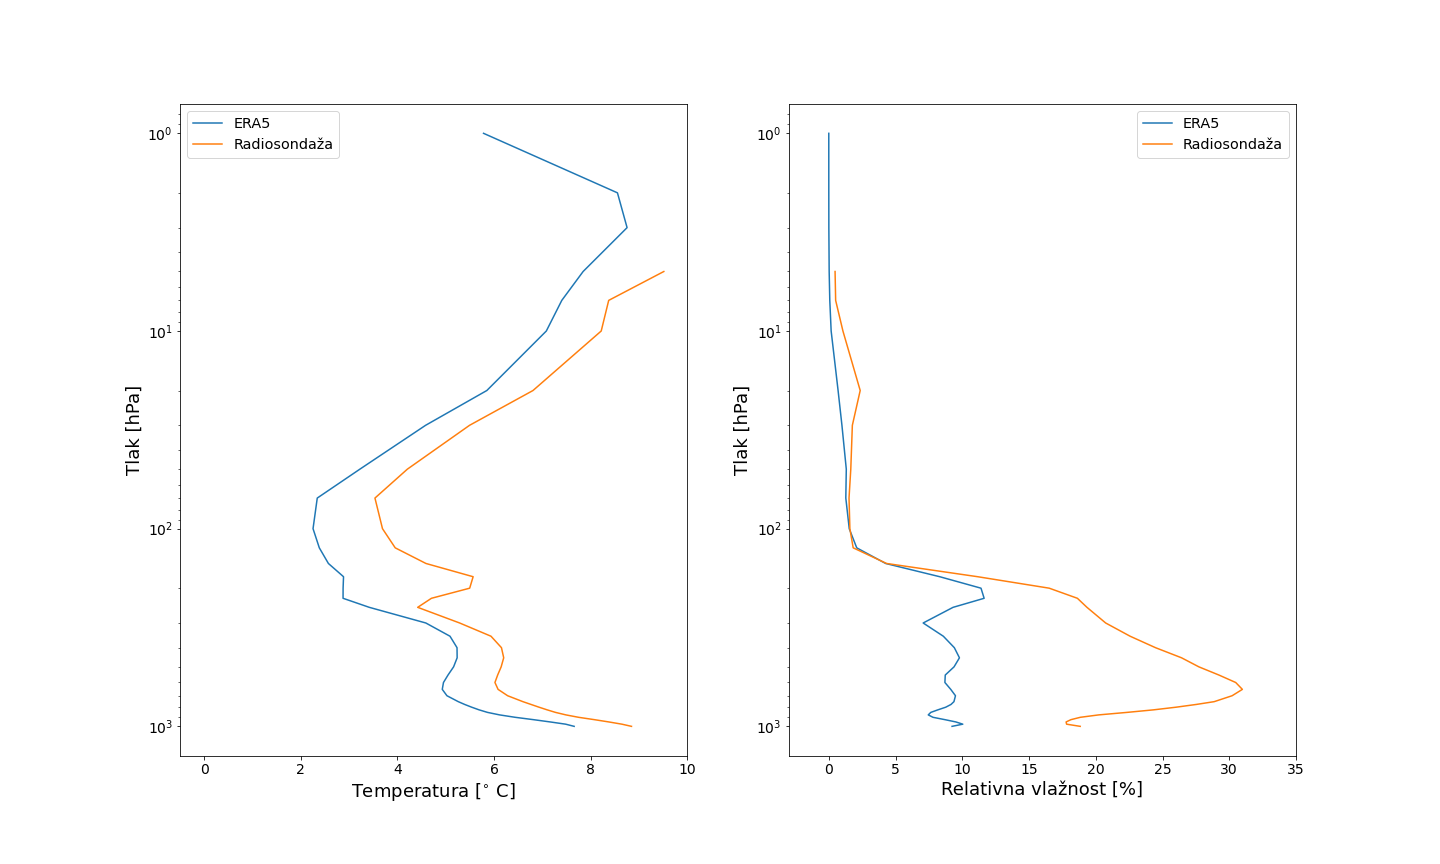 ERA5
Radiosondaža
10⁰
10¹
10²
10³
Tlak [hPa]
0 2 4 6 8 10
Temperatura [° C]
ERA5
Radiosondaža
10⁰
10¹
10²
10³
Tlak [hPa]
0 5 10 15 20 25 30 35
Relativna vlažnost [%]